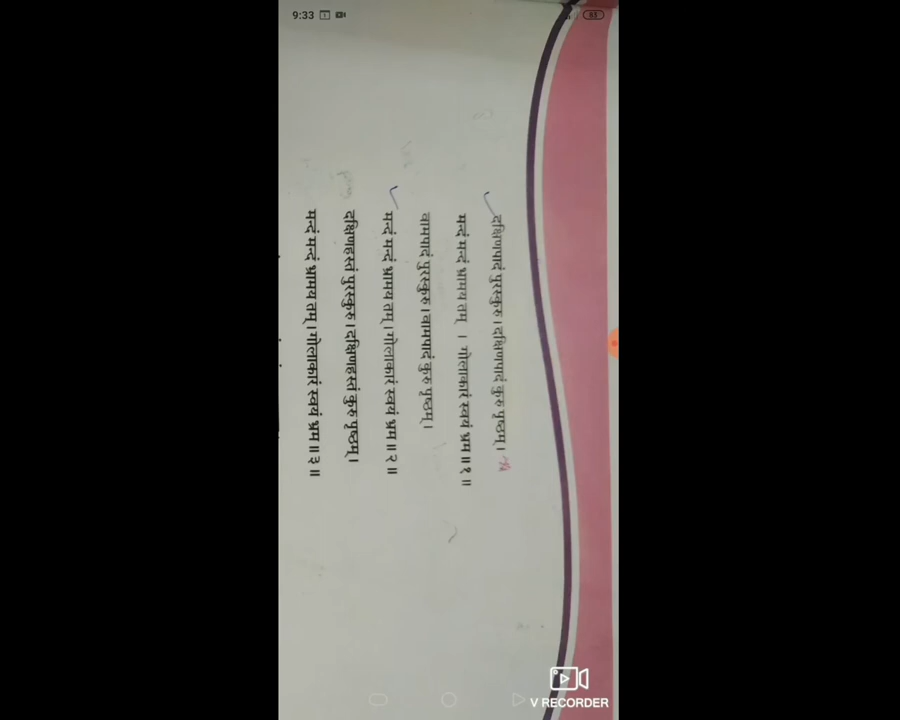 9:33
61
दक्षिणपादं पुरस्कुरु। दक्षिणपादं कुरु पृष्ठम्।
मन्दं मन्दं भ्रामय तम् । गोलाकारं स्वयं भ्रम॥१॥
वामपादं पुरस्कुरु। वामपादं कुरु पृष्ठम्।
मन्दं मन्दं भ्रामय तम्। गोलाकारं स्वयं भ्रम॥२॥
दक्षिणहस्तं पुरस्कुरु। दक्षिणहस्तं कुरु पृष्ठम्।
मन्दं मन्दं भ्रामय तम्। गोलाकारं स्वयं भ्रम॥३॥
V RECORDER